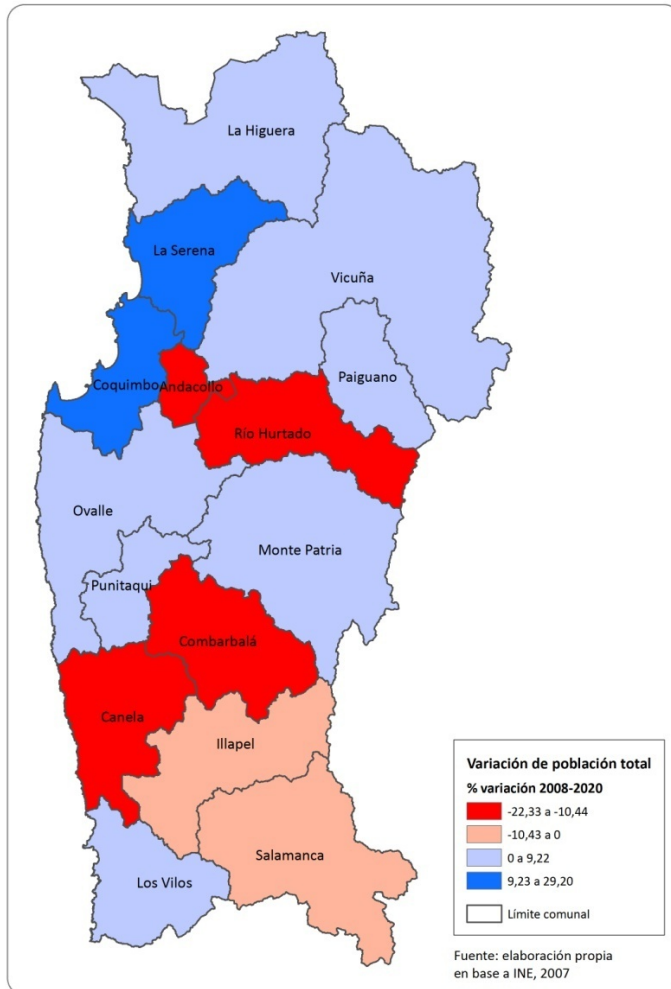 La Higuera
La Serena
Vicuña
Coquimbo
Andacollo
Paiguano
Río Hurtado
Ovalle
Monte Patria
Punitaqui
Combarbalá
Canela
Illapel
Salamanca
Los Vilos
Variación de población total
% variación 2008-2020
-22,33 a -10,44
-10,43 a 0
0 a 9,22
9,23 a 29,20
Límite comunal
Fuente: elaboración propia
en base a INE, 2007